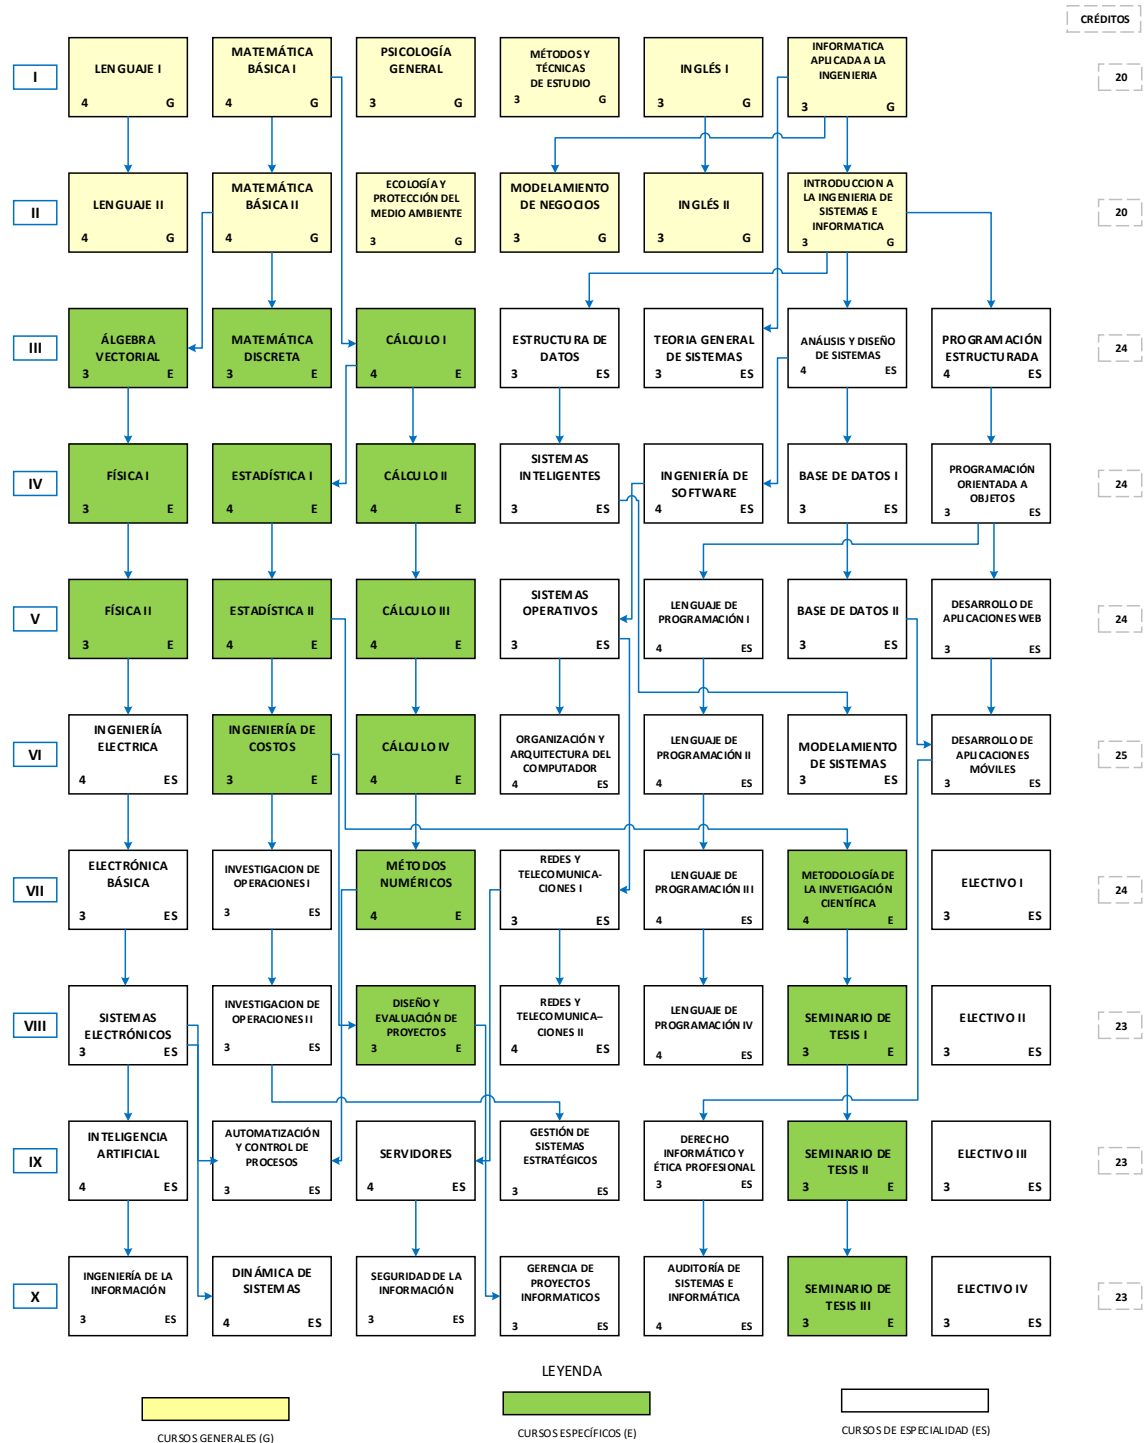 CRÉDITOS
I
LENGUAJE I
4 G
MATEMÁTICA
BÁSICA I
4 G
PSICOLOGÍA
GENERAL
3 G
MÉTODOS Y
TÉCNICAS
DE ESTUDIO
3 G
INGLÉS I
3 G
INFORMATICA
APLICADA A LA
INGENIERIA
3 G
20
II
LENGUAJE II
4 G
MATEMÁTICA
BÁSICA II
4 G
ECOLOGÍA Y
PROTECCIÓN DEL
MEDIO AMBIENTE
3 G
MODELAMIENTO
DE NEGOCIOS
3 G
INGLÉS II
3 G
INTRODUCCION A
LA INGENIERIA DE
SISTEMAS E
INFORMATICA
3 G
20
III
ÁLGEBRA
VECTORIAL
3 E
MATEMÁTICA
DISCRETA
3 E
CÁLCULO I
4 E
ESTRUCTURA DE
DATOS
3 ES
TEORIA GENERAL
DE SISTEMAS
3 ES
ANÁLISIS Y DISEÑO
DE SISTEMAS
4 ES
PROGRAMACIÓN
ESTRUCTURADA
4 ES
24
IV
FÍSICA I
3 E
ESTADÍSTICA I
4 E
CÁLCULO II
4 E
SISTEMAS
INTELIGENTES
3 ES
INGENIERÍA DE
SOFTWARE
4 ES
BASE DE DATOS I
3 ES
PROGRAMACIÓN
ORIENTADA A
OBJETOS
3 ES
24
V
FÍSICA II
3 E
ESTADÍSTICA II
4 E
CÁLCULO III
4 E
SISTEMAS
OPERATIVOS
3 ES
LENGUAJE DE
PROGRAMACIÓN I
4 ES
BASE DE DATOS II
3 ES
DESARROLLO DE
APLICACIONES WEB
3 ES
24
VI
INGENIERÍA
ELECTRICA
4 ES
INGENIERÍA DE
COSTOS
3 E
CÁLCULO IV
4 E
ORGANIZACIÓN Y
ARQUITECTURA DEL
COMPUTADOR
4 ES
LENGUAJE DE
PROGRAMACIÓN II
4 ES
MODELAMIENTO
DE SISTEMAS
3 ES
DESARROLLO DE
APLICACIONES
MÓVILES
3 ES
25
VII
ELECTRÓNICA
BÁSICA
3 ES
INVESTIGACION DE
OPERACIONES I
3 ES
MÉTODOS
NUMÉRICOS
4 E
REDES Y
TELECOMUNICA-
CIONES I
3 ES
LENGUAJE DE
PROGRAMACIÓN III
4 ES
METODOLOGÍA DE
LA INVETIGACIÓN
CIENTÍFICA
4 E
ELECTIVO I
3 ES
24
VIII
SISTEMAS
ELECTRÓNICOS
3 ES
INVESTIGACION DE
OPERACIONES II
3 ES
DISEÑO Y
EVALUACIÓN DE
PROYECTOS
3 E
REDES Y
TELECOMUNICA–
CIONES II
4 ES
LENGUAJE DE
PROGRAMACIÓN IV
4 ES
SEMINARIO DE
TESIS I
3 E
ELECTIVO II
3 ES
23
IX
INTELIGENCIA
ARTIFICIAL
4 ES
AUTOMATIZACIÓN
Y CONTROL DE
PROCESOS
3 ES
SERVIDORES
4 ES
GESTIÓN DE
SISTEMAS
ESTRATÉGICOS
3 ES
DERECHO
INFORMÁTICO Y
ÉTICA PROFESIONAL
3 ES
SEMINARIO DE
TESIS II
3 E
ELECTIVO III
3 ES
23
X
INGENIERÍA DE LA
INFORMACIÓN
3 ES
DINÁMICA DE
SISTEMAS
4 ES
SEGURIDAD DE LA
INFORMACIÓN
3 ES
GERENCIA DE
PROYECTOS
INFORMATICOS
3 ES
AUDITORÍA DE
SISTEMAS E
INFORMÁTICA
4 ES
SEMINARIO DE
TESIS III
3 E
ELECTIVO IV
3 ES
23
LEYENDA
CURSOS GENERALES (G)
CURSOS ESPECÍFICOS (E)
CURSOS DE ESPECIALIDAD (ES)